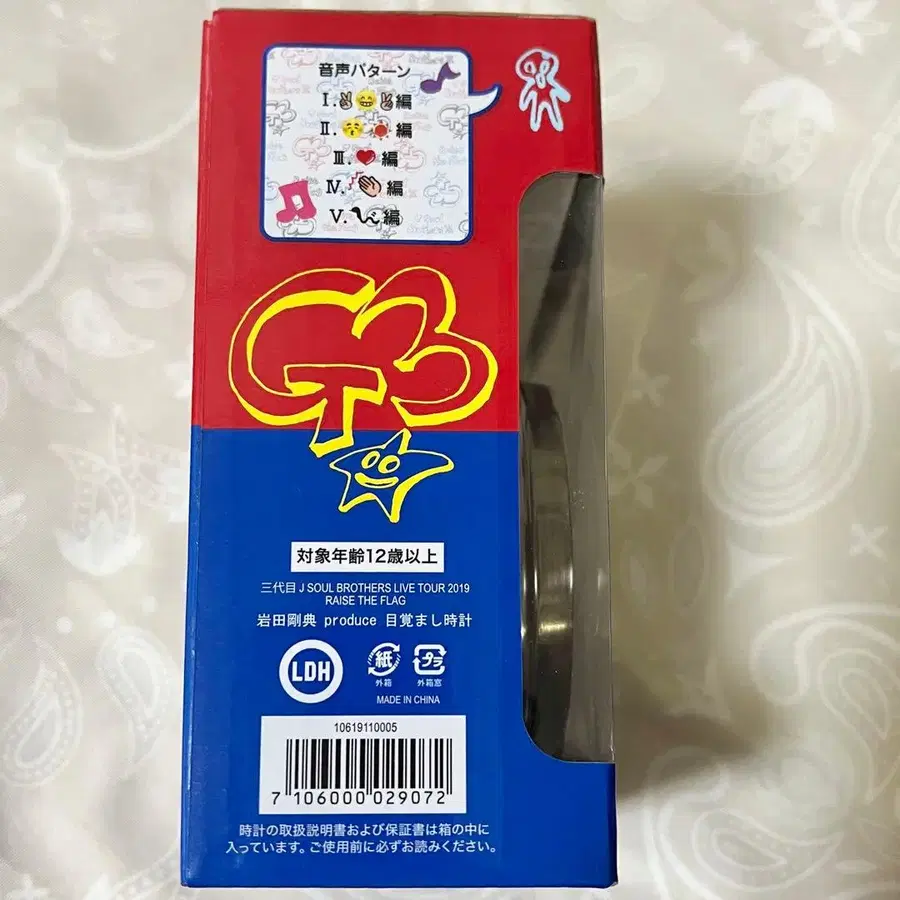 音声パターン
Ⅰ.✌😁✌編
Ⅱ.😚☀編
Ⅲ.❤編
Ⅳ.👏編
Ⅴ.編
対象年齢12歳以上
三代目 J SOUL BROTHERS LIVE TOUR 2019
RAISE THE FLAG
岩田剛典 produce 目覚まし時計
LDH
紙 プラ
外箱 外箱窓
MADE IN CHINA
10619110005
7 106000 029072
時計の取扱説明書および保証書は箱の中に
入っています。ご使用前に必ずお読みください。